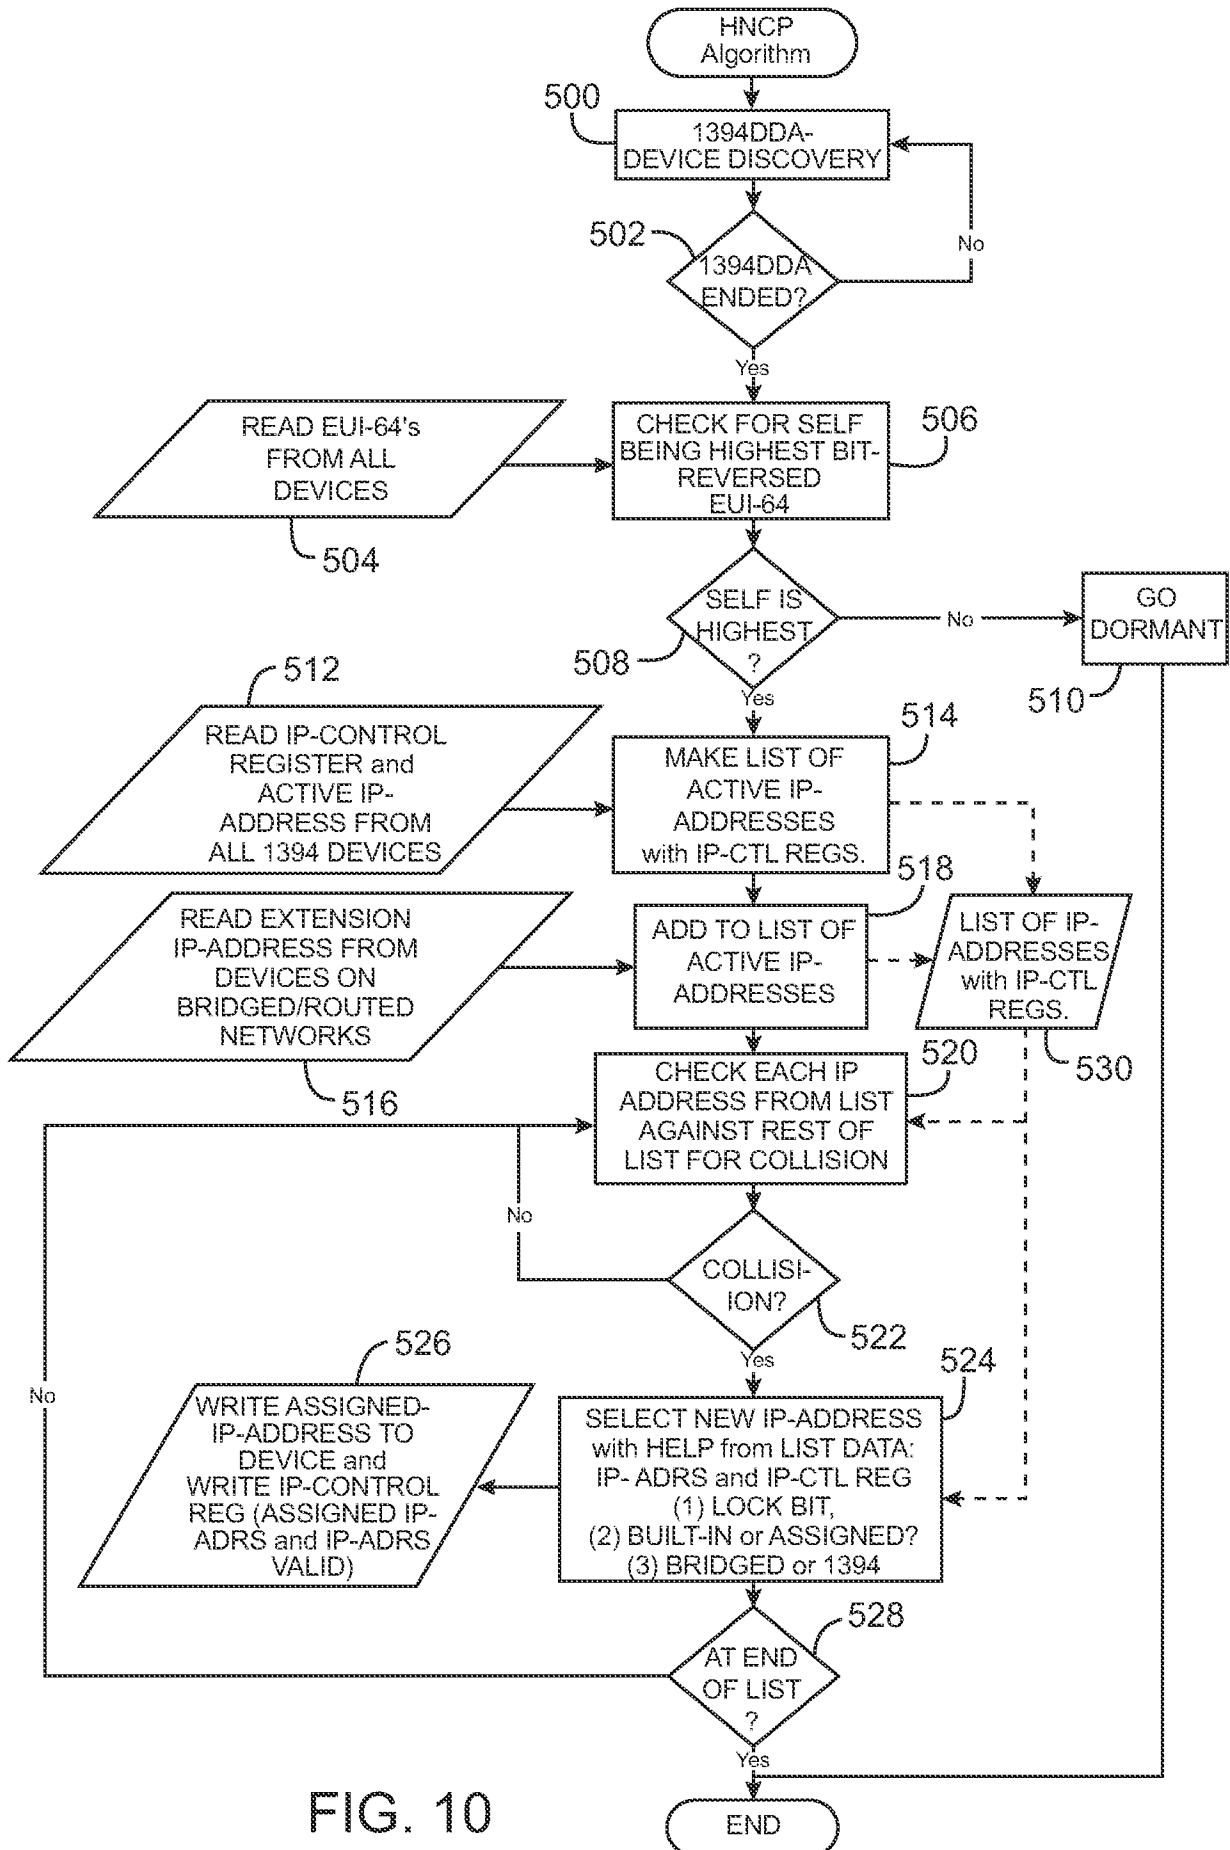 HNCP
Algorithm
500
1394DDA-
DEVICE DISCOVERY
502
No
1394DDA
ENDED?
Yes
READ EUI-64's
FROM ALL
DEVICES
504
CHECK FOR SELF
BEING HIGHEST BIT-
REVERSED
EUI-64
506
SELF IS
HIGHEST
?
508
No
GO
DORMANT
510
Yes
512
READ IP-CONTROL
REGISTER and
ACTIVE IP-
ADDRESS FROM
ALL 1394 DEVICES
514
MAKE LIST OF
ACTIVE IP-
ADDRESSES
with IP-CTL REGS.
518
READ EXTENSION
IP-ADDRESS FROM
DEVICES ON
BRIDGED/ROUTED
NETWORKS
516
ADD TO LIST OF
ACTIVE IP-
ADDRESSES
LIST OF IP-
ADDRESSES
with IP-CTL
REGS.
530
520
CHECK EACH IP
ADDRESS FROM LIST
AGAINST REST OF
LIST FOR COLLISION
No
COLLISI-
ION?
522
Yes
526
524
No
WRITE ASSIGNED-
IP-ADDRESS TO
DEVICE and
WRITE IP-CONTROL
REG (ASSIGNED IP-
ADRS and IP-ADRS
VALID)
SELECT NEW IP-ADDRESS
with HELP from LIST DATA:
IP- ADRS and IP-CTL REG
(1) LOCK BIT,
(2) BUILT-IN or ASSIGNED?
(3) BRIDGED or 1394
528
AT END
OF LIST
?
Yes
END
FIG. 10